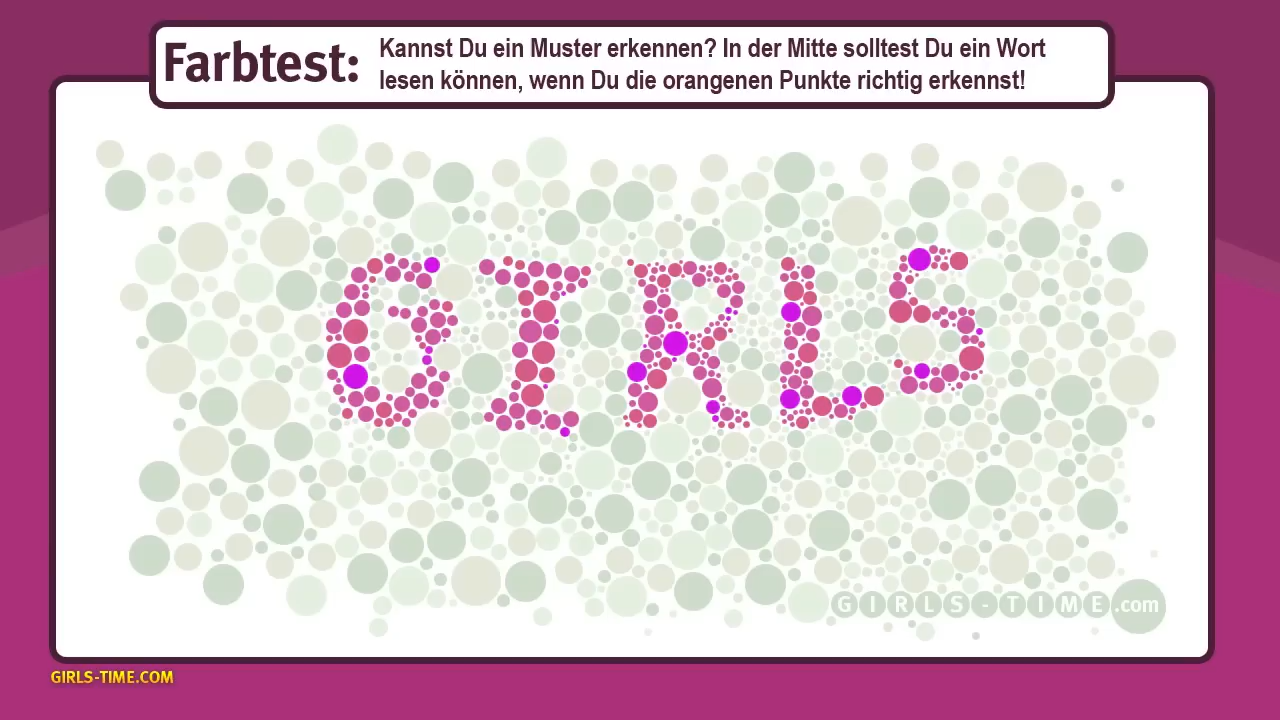 Farbtest:
Kannst Du ein Muster erkennen? In der Mitte solltest Du ein Wort
lesen können, wenn Du die orangenen Punkte richtig erkennst!
GIRLS
GIRLS-TIME.com
GIRLS-TIME.COM